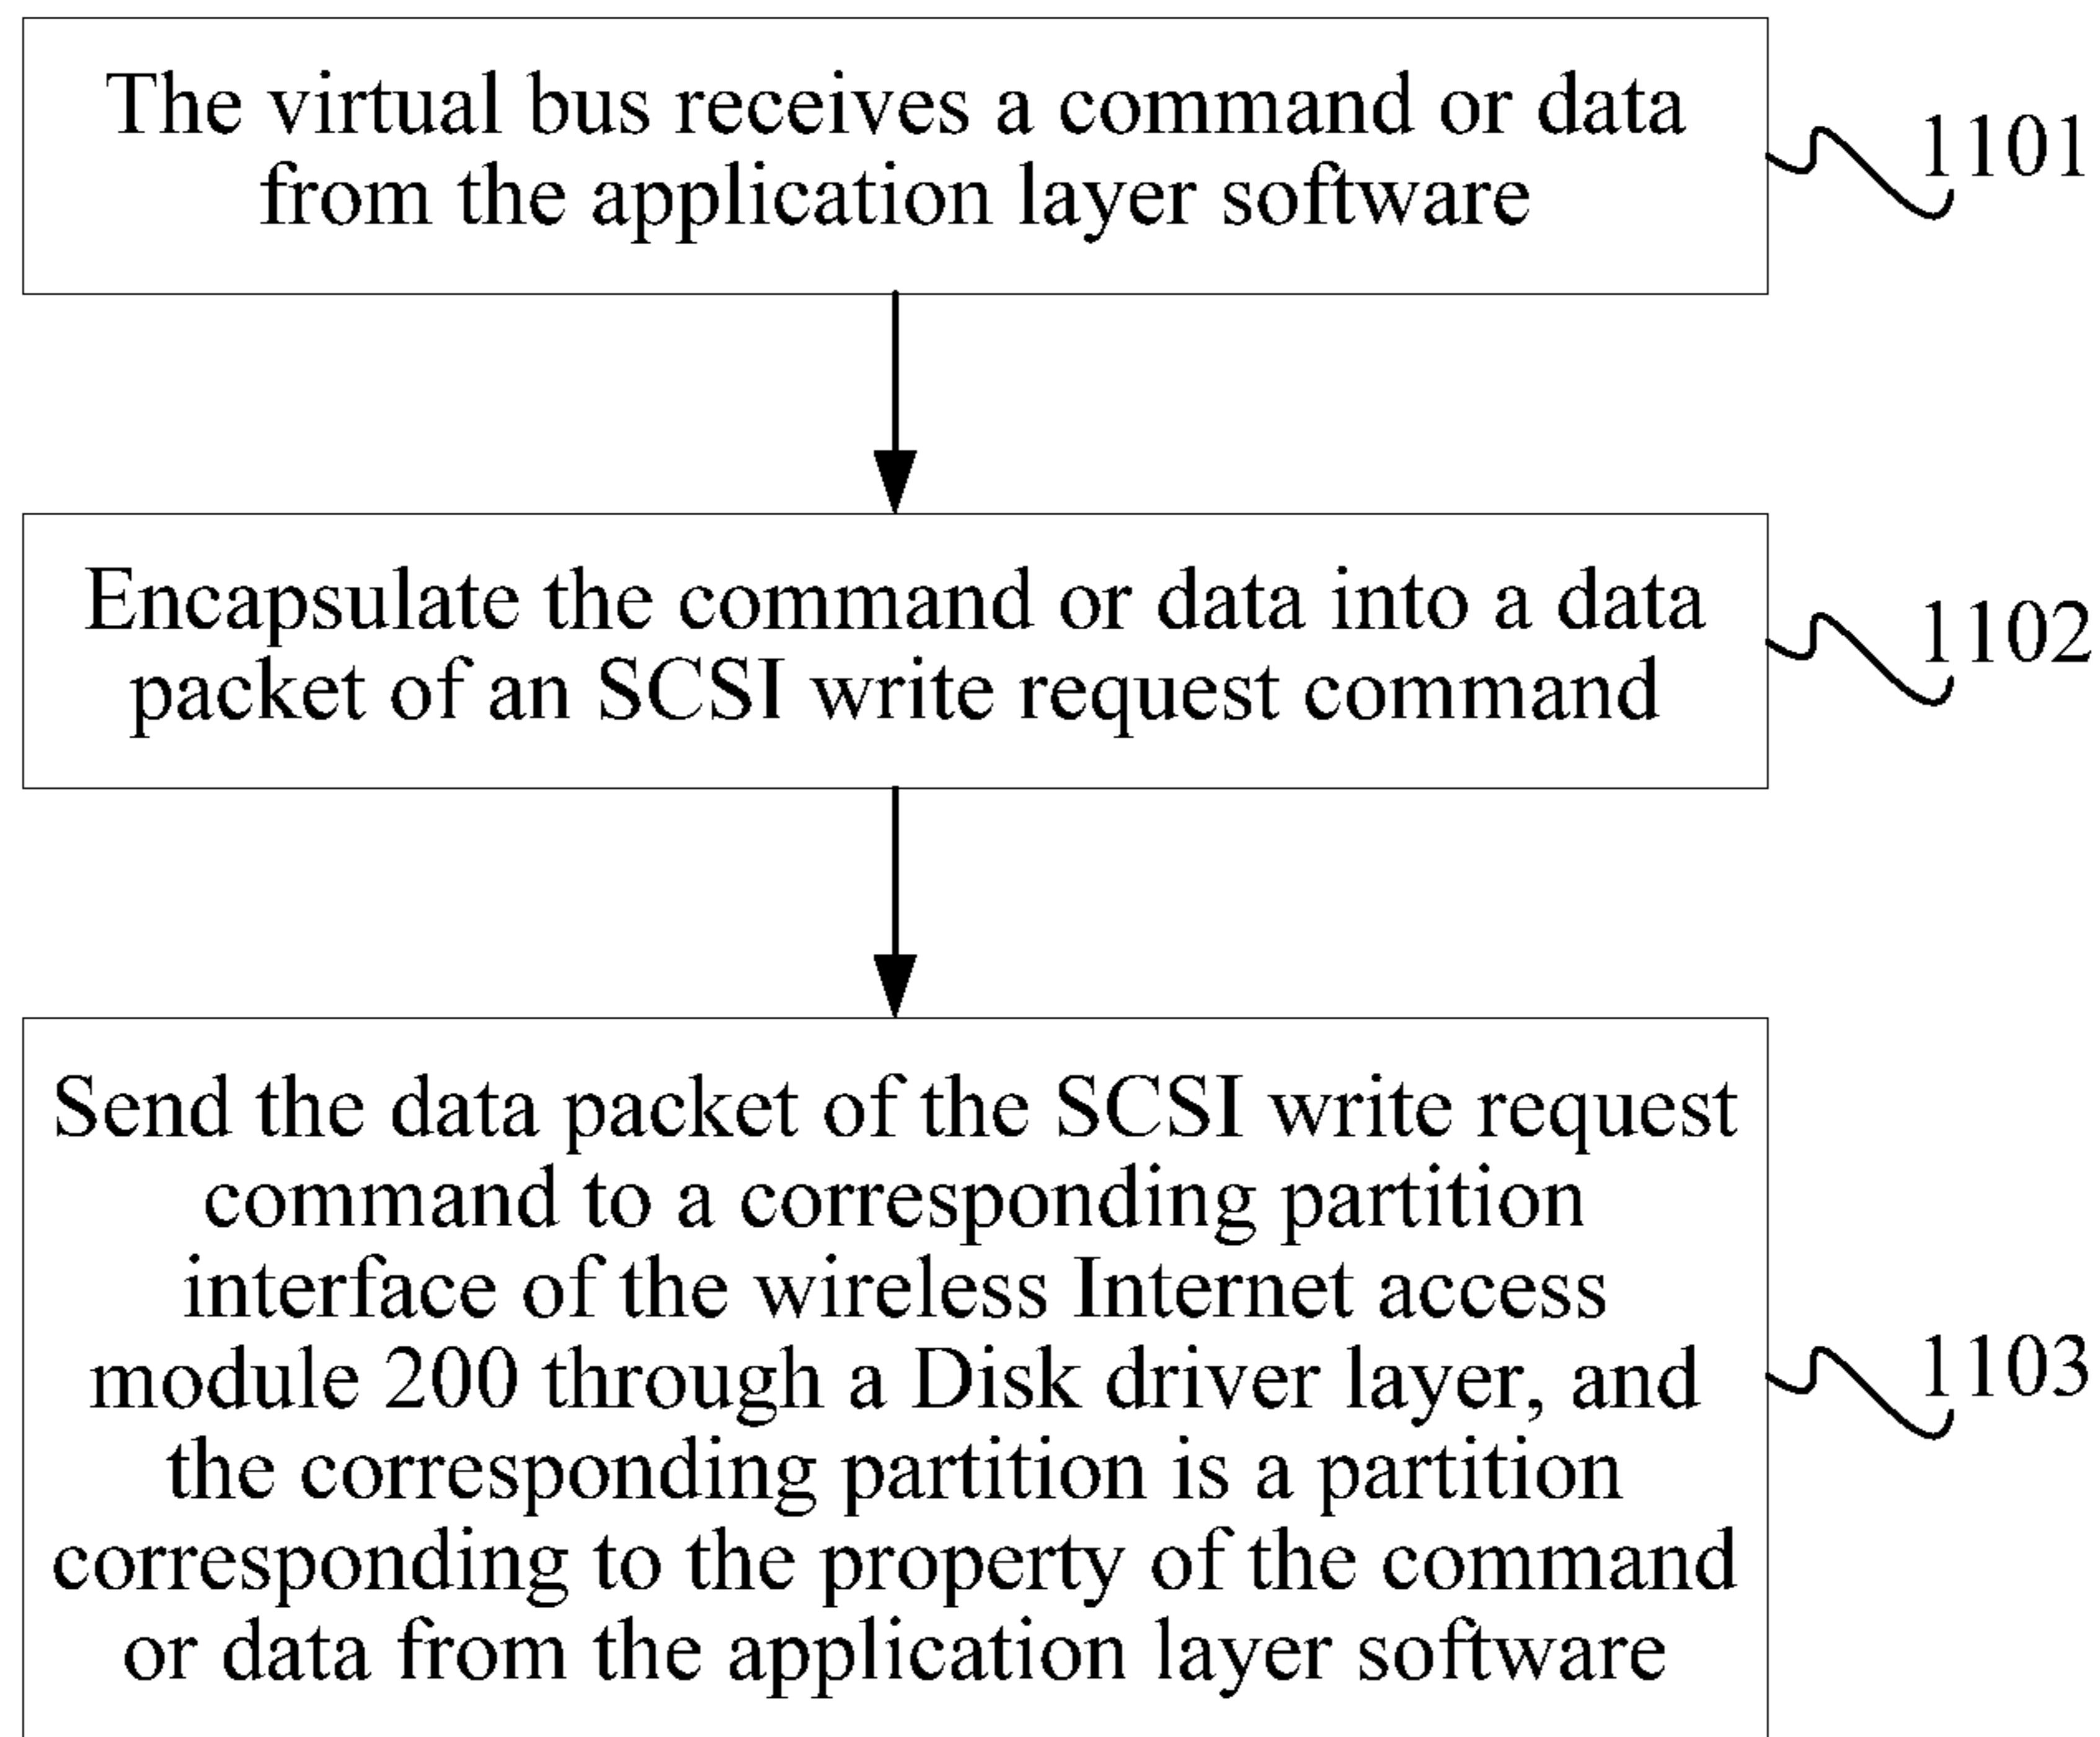 The virtual bus receives a command or data
from the application layer software
1101
Encapsulate the command or data into a data
packet of an SCSI write request command
1102
Send the data packet of the SCSI write request
command to a corresponding partition
interface of the wireless Internet access
module 200 through a Disk driver layer, and
the corresponding partition is a partition
corresponding to the property of the command
or data from the application layer software
1103